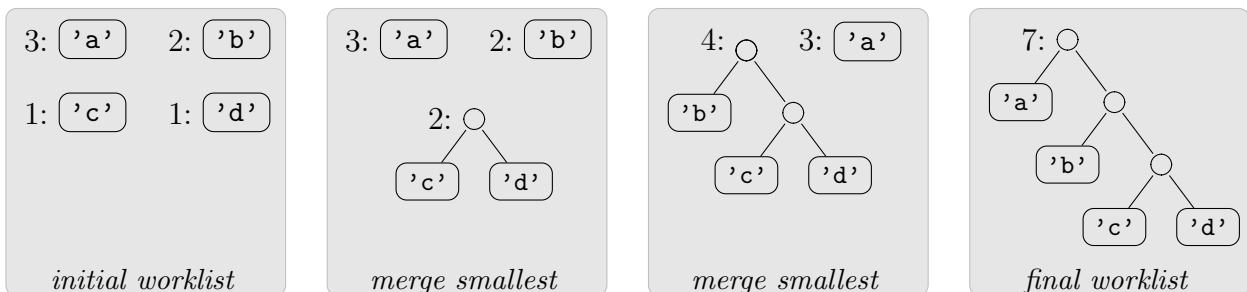 3: 'a' 2: 'b'
1: 'c' 1: 'd'
initial worklist
3: 'a' 2: 'b'
2:
'c' 'd'
merge smallest
4: 3: 'a'
'b'
'c' 'd'
merge smallest
7:
'a'
'b'
'c' 'd'
final worklist